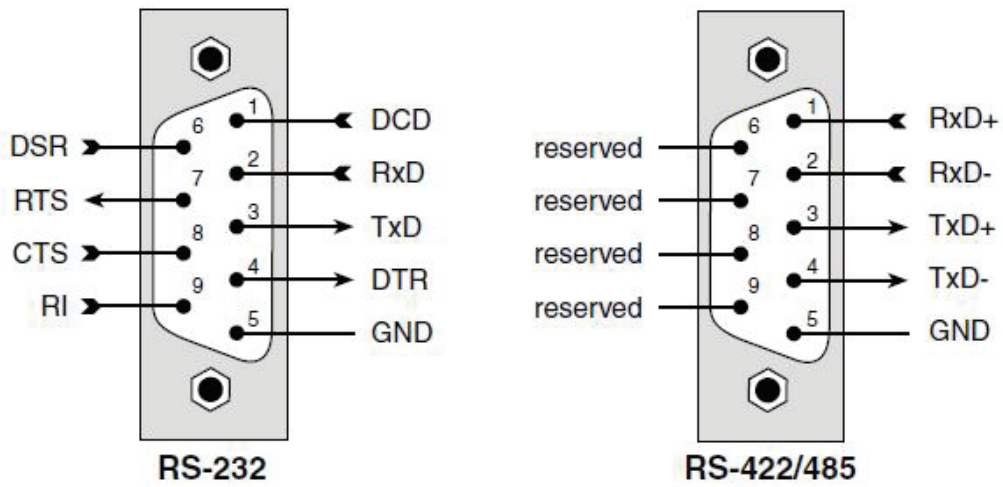 1 DCD
6
DSR
2 RxD
7
RTS
3 TxD
8
CTS
4 DTR
9
RI
5 GND
RS-232
1 RxD+
6
reserved
2 RxD-
7
reserved
3 TxD+
8
reserved
4 TxD-
9
reserved
5 GND
RS-422/485